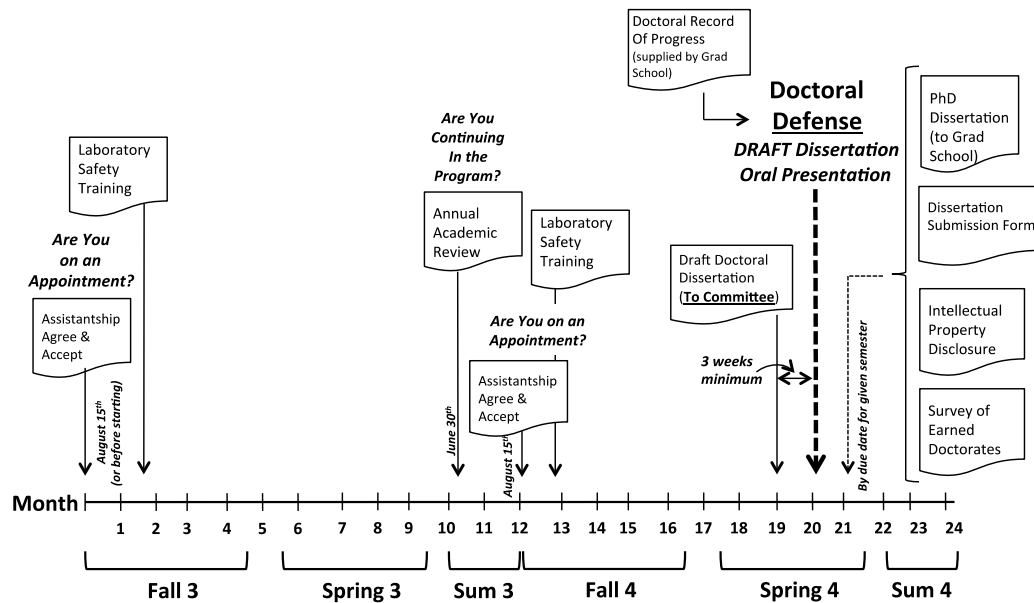 Doctoral Record
Of Progress
(supplied by Grad
School)
Doctoral
Defense
DRAFT Dissertation
Oral Presentation
PhD
Dissertation
(to Grad
School)
Dissertation
Submission Form
Intellectual
Property
Disclosure
Survey of
Earned
Doctorates
Laboratory
Safety
Training
Are You
on an
Appointment?
Assistantship
Agree &
Accept
August 15th
(or before starting)
Are You
Continuing
In the
Program?
Annual
Academic
Review
June 30th
Laboratory
Safety
Training
Are You on an
Appointment?
Assistantship
Agree &
Accept
August 15th
Draft Doctoral
Dissertation
(To Committee)
3 weeks
minimum
By due date for given semester
Month
1 2 3 4 5 6 7 8 9 10 11 12 13 14 15 16 17 18 19 20 21 22 23 24
Fall 3 Spring 3 Sum 3 Fall 4 Spring 4 Sum 4